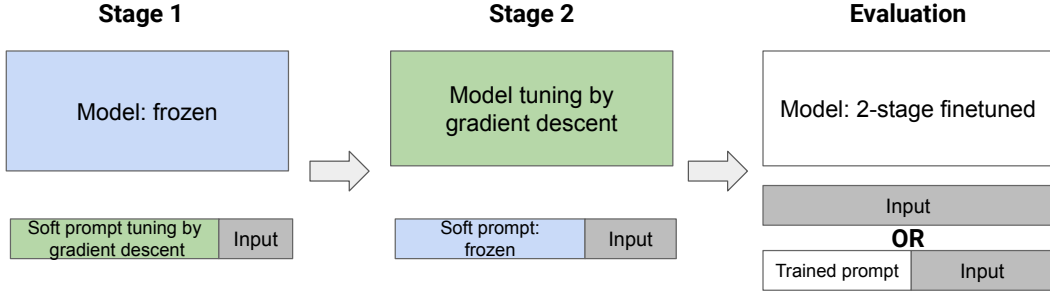 Stage 1
Stage 2
Evaluation
Model: frozen
Model tuning by
gradient descent
Model: 2-stage finetuned
Soft prompt tuning by
gradient descent
Input
Soft prompt:
frozen
Input
Input
OR
Trained prompt
Input